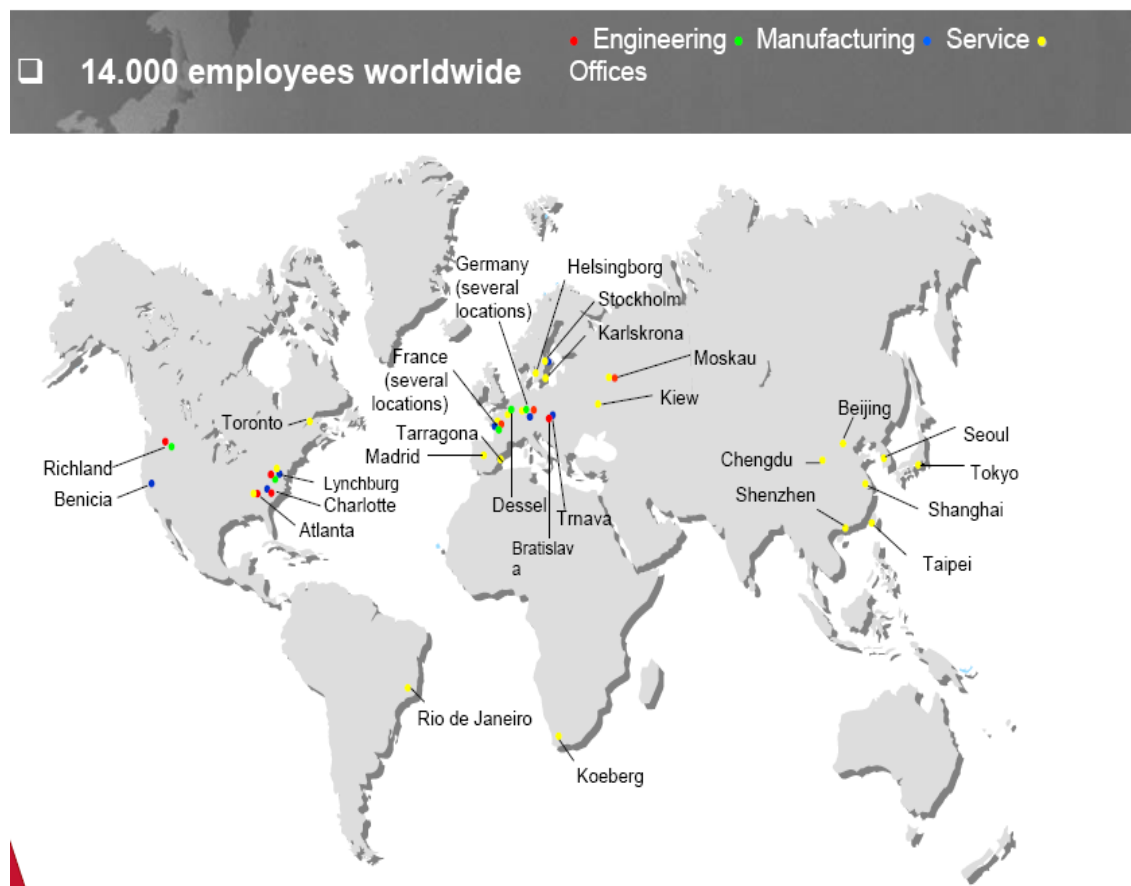 Engineering Manufacturing Service
Offices
14.000 employees worldwide
Germany
(several
locations)
Helsingborg
Stockholm
Karlskrona
France
(several
locations)
Moskau
Kiew
Toronto
Tarragona
Madrid
Beijing
Seoul
Chengdu
Tokyo
Richland
Benicia
Lynchburg
Charlotte
Atlanta
Dessel
Trnava
Bratislav
a
Shenzhen
Shanghai
Taipei
Rio de Janeiro
Koeberg